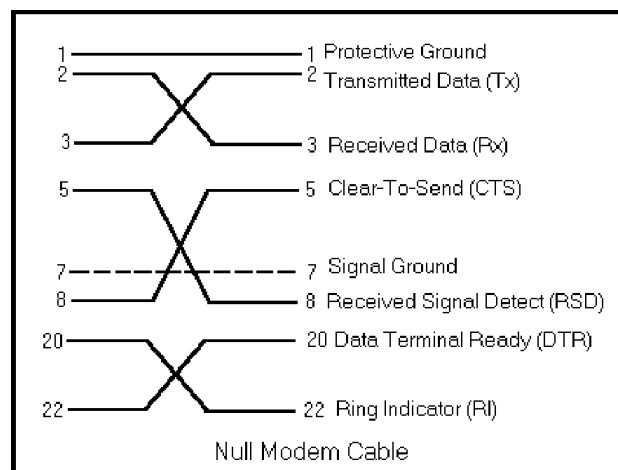 1 1 Protective Ground
2 2 Transmitted Data (Tx)
3 3 Received Data (Rx)
5 5 Clear-To-Send (CTS)
7 7 Signal Ground
8 8 Received Signal Detect (RSD)
20 20 Data Terminal Ready (DTR)
22 22 Ring Indicator (RI)
Null Modem Cable